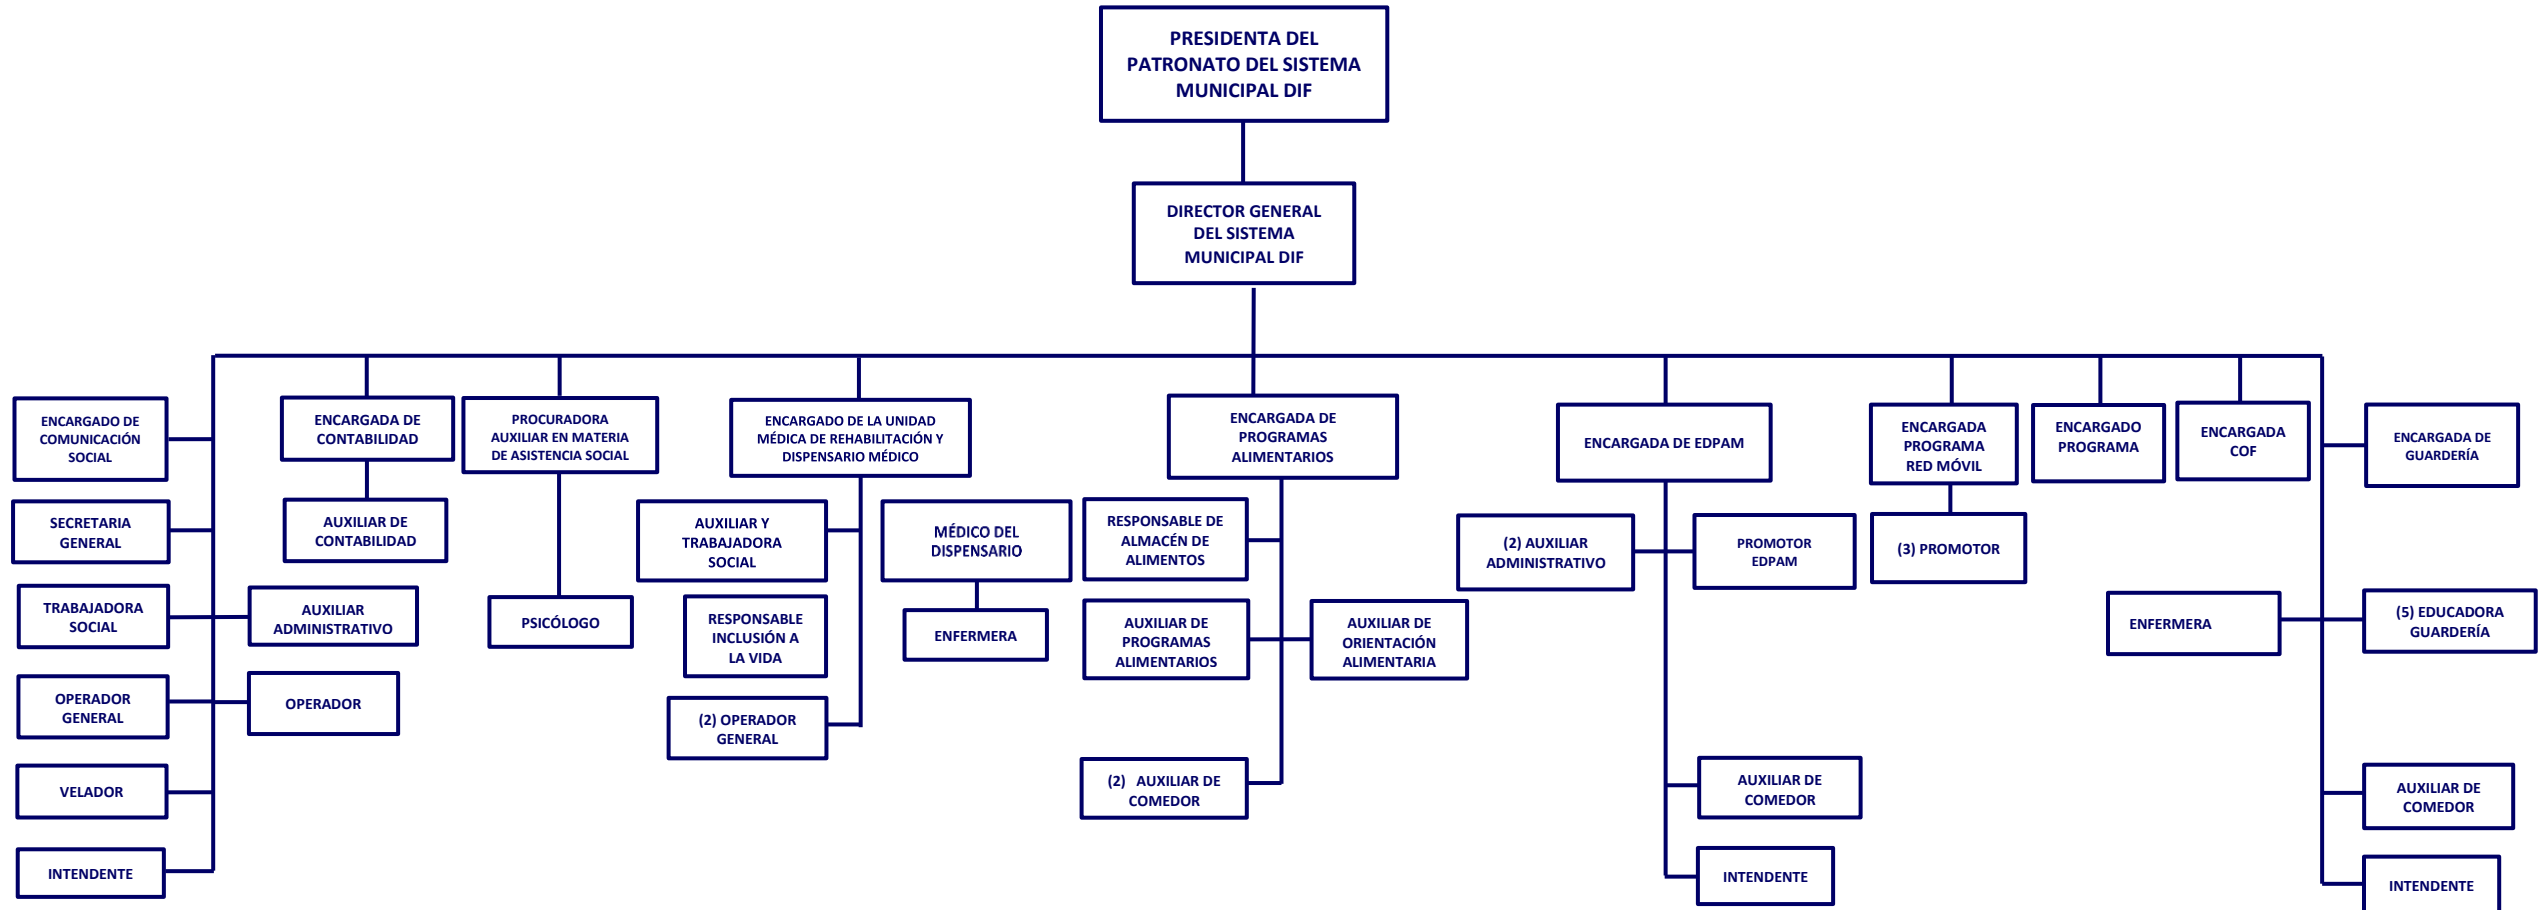 PRESIDENTA DEL
PATRONATO DEL SISTEMA
MUNICIPAL DIF
DIRECTOR GENERAL
DEL SISTEMA
MUNICIPAL DIF
ENCARGADO DE
COMUNICACIÓN
SOCIAL
ENCARGADA DE
CONTABILIDAD
PROCURADORA
AUXILIAR EN MATERIA
DE ASISTENCIA SOCIAL
ENCARGADO DE LA UNIDAD
MÉDICA DE REHABILITACIÓN Y
DISPENSARIO MÉDICO
ENCARGADA DE
PROGRAMAS
ALIMENTARIOS
ENCARGADA DE EDPAM
ENCARGADA
PROGRAMA
RED MÓVIL
ENCARGADO
PROGRAMA
ENCARGADA
COF
ENCARGADA DE
GUARDERÍA
SECRETARIA
GENERAL
AUXILIAR DE
CONTABILIDAD
AUXILIAR Y
TRABAJADORA
SOCIAL
MÉDICO DEL
DISPENSARIO
RESPONSABLE DE
ALMACÉN DE
ALIMENTOS
(2) AUXILIAR
ADMINISTRATIVO
PROMOTOR
EDPAM
(3) PROMOTOR
TRABAJADORA
SOCIAL
AUXILIAR
ADMINISTRATIVO
PSICÓLOGO
RESPONSABLE
INCLUSIÓN A
LA VIDA
ENFERMERA
AUXILIAR DE
PROGRAMAS
ALIMENTARIOS
AUXILIAR DE
ORIENTACIÓN
ALIMENTARIA
ENFERMERA
(5) EDUCADORA
GUARDERÍA
OPERADOR
GENERAL
OPERADOR
(2) OPERADOR
GENERAL
VELADOR
(2) AUXILIAR DE
COMEDOR
AUXILIAR DE
COMEDOR
AUXILIAR DE
COMEDOR
INTENDENTE
INTENDENTE
INTENDENTE